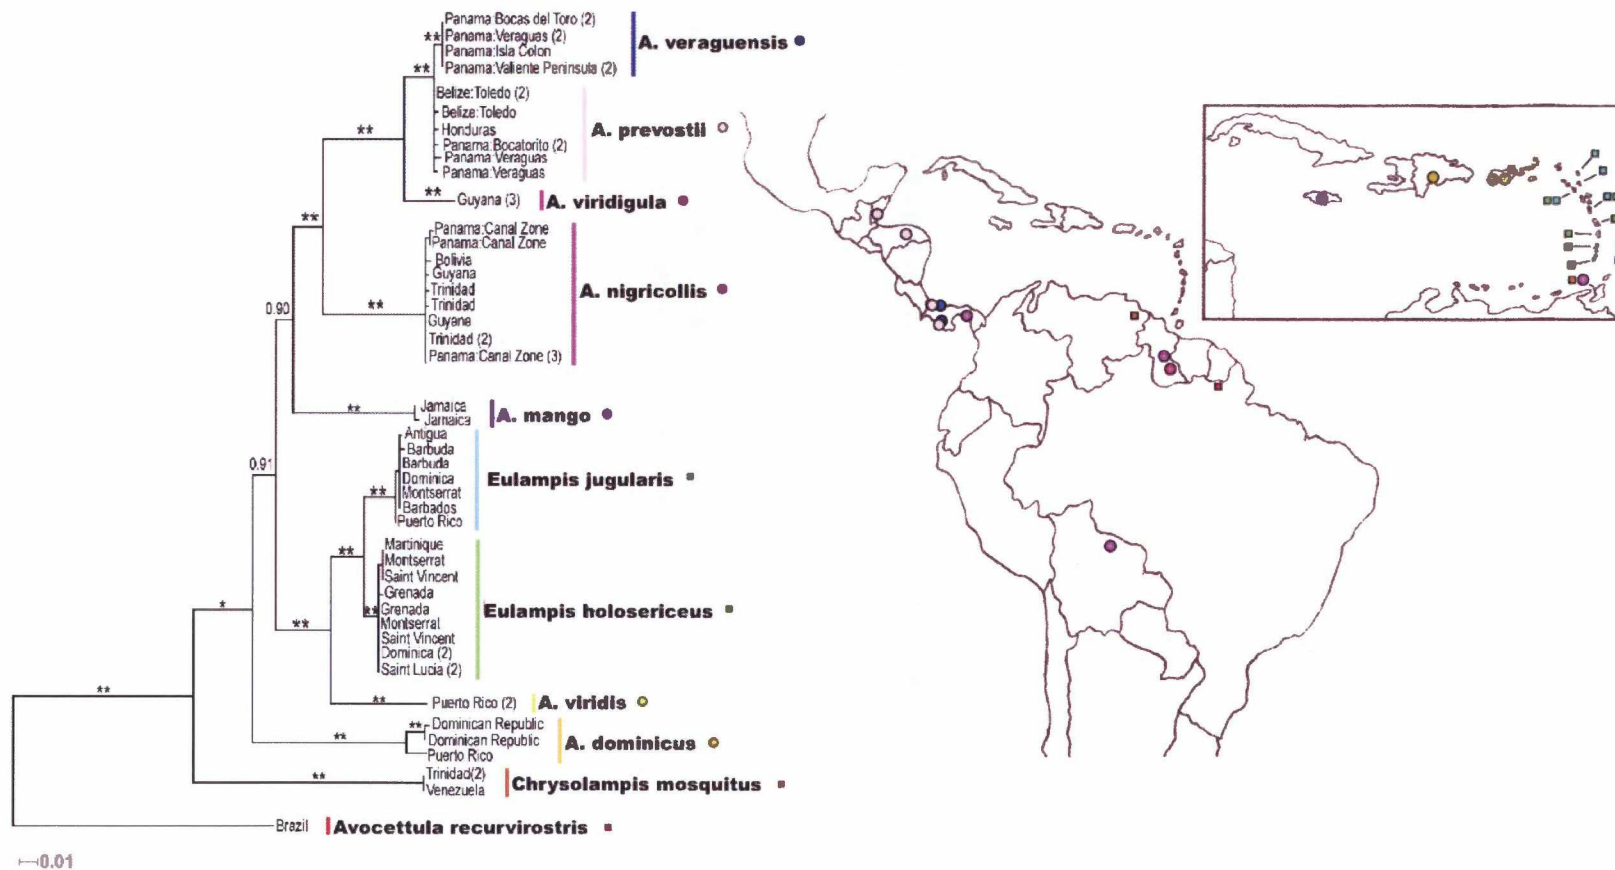 Panama Bocas del Toro (2)
Panama:Veraguas (2)
Panama:Isla Colon
Panama:Valiente Peninsula (2)
** A. veraguensis
**
Belize:Toledo (2)
Belize:Toledo
Honduras
Panama:Bocatorito (2)
Panama Veraguas
Panama:Veraguas
** A. prevostii
** Guyana (3) A. viridigula
**
Panama:Canal Zone
Panama:Canal Zone
Bolivia
Guyana
Trinidad
Trinidad
Guyane
Trinidad (2)
Panama:Canal Zone (3)
** A. nigricollis
0.90
** Jamaica
Jamaica
A. mango
0.91
Antigua
Barbuda
Barbuda
Dominica
Montserrat
Barbados
Puerto Rico
** Eulampis jugularis
**
Martinique
Montserrat
Saint Vincent
Grenada
Grenada
Montserrat
Saint Vincent
Dominica (2)
Saint Lucia (2)
** Eulampis holosericeus
*
**
** Puerto Rico (2) A. viridis
** Dominican Republic
Dominican Republic
Puerto Rico
** A. dominicus
**
** Trinidad(2)
Venezuela
Chrysolampis mosquitus
Brazil Avocettula recurvirostris
0.01